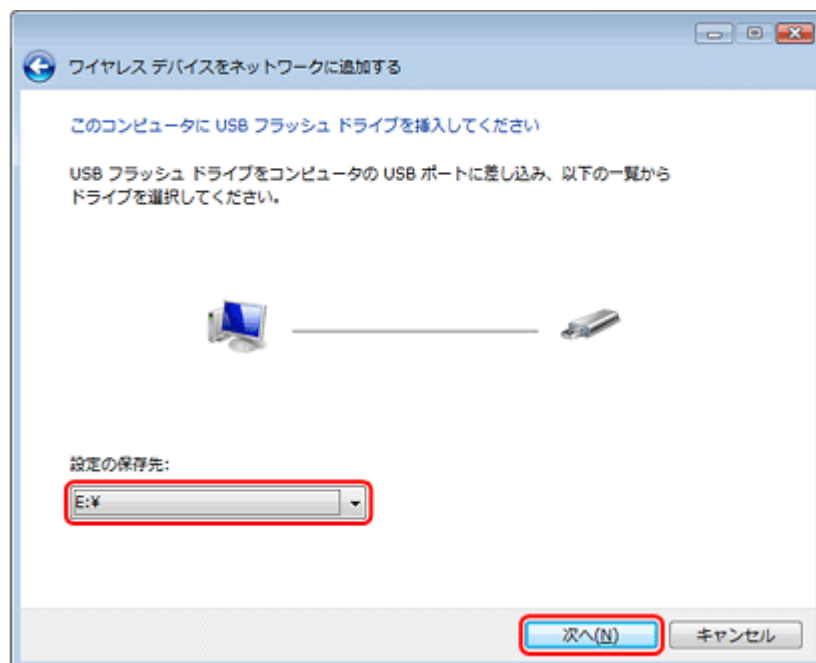 ワイヤレス デバイスをネットワークに追加する
このコンピュータに USB フラッシュ ドライブを挿入してください
USB フラッシュ ドライブをコンピュータの USB ポートに差し込み、以下の一覧から
ドライブを選択してください。
設定の保存先:
E:¥
次へ(N)
キャンセル